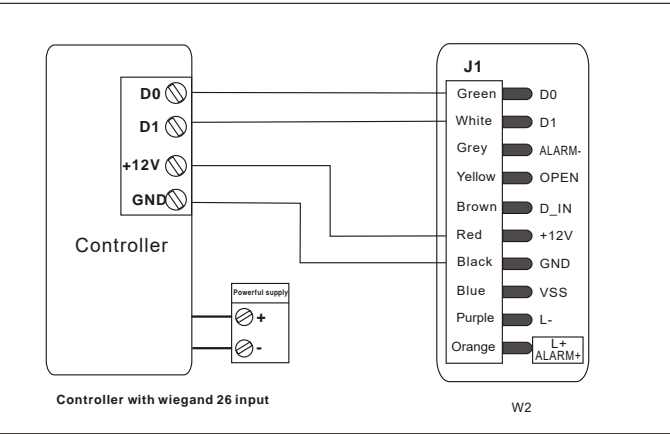 D0
D1
+12V
GND
Controller
Powerful supply
+
-
Controller with wiegand 26 input
J1
Green D0
White D1
Grey ALARM-
Yellow OPEN
Brown D_IN
Red +12V
Black GND
Blue VSS
Purple L-
Orange L+
ALARM+
W2